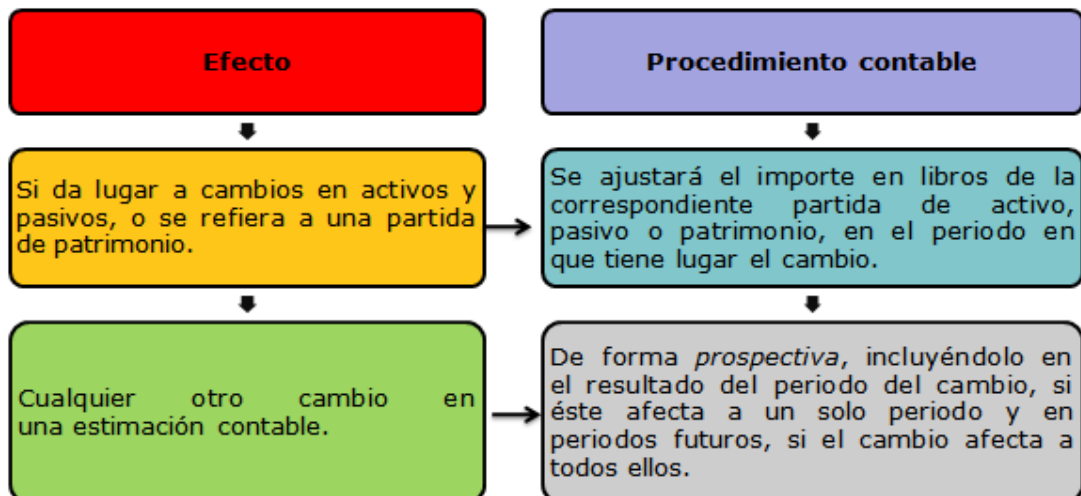 Efecto
Procedimiento contable
Si da lugar a cambios en activos y
pasivos, o se refiera a una partida
de patrimonio.
Se ajustará el importe en libros de la
correspondiente partida de activo,
pasivo o patrimonio, en el periodo en
que tiene lugar el cambio.
Cualquier otro cambio en
una estimación contable.
De forma prospectiva, incluyéndolo en
el resultado del periodo del cambio, si
éste afecta a un solo periodo y en
periodos futuros, si el cambio afecta a
todos ellos.